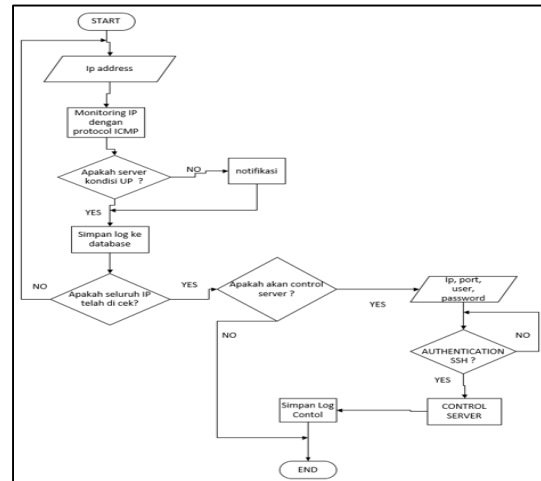 START
Ip address
Monitoring IP
dengan
protocol ICMP
Apakah server
kondisi UP ?
NO
notifikasi
YES
Simpan log ke
database
NO
Apakah seluruh IP
telah di cek?
YES
Apakah akan control
server ?
YES
Ip, port,
user,
password
NO
NO
AUTHENTICATION
SSH ?
YES
CONTROL
SERVER
Simpan Log
Contol
END